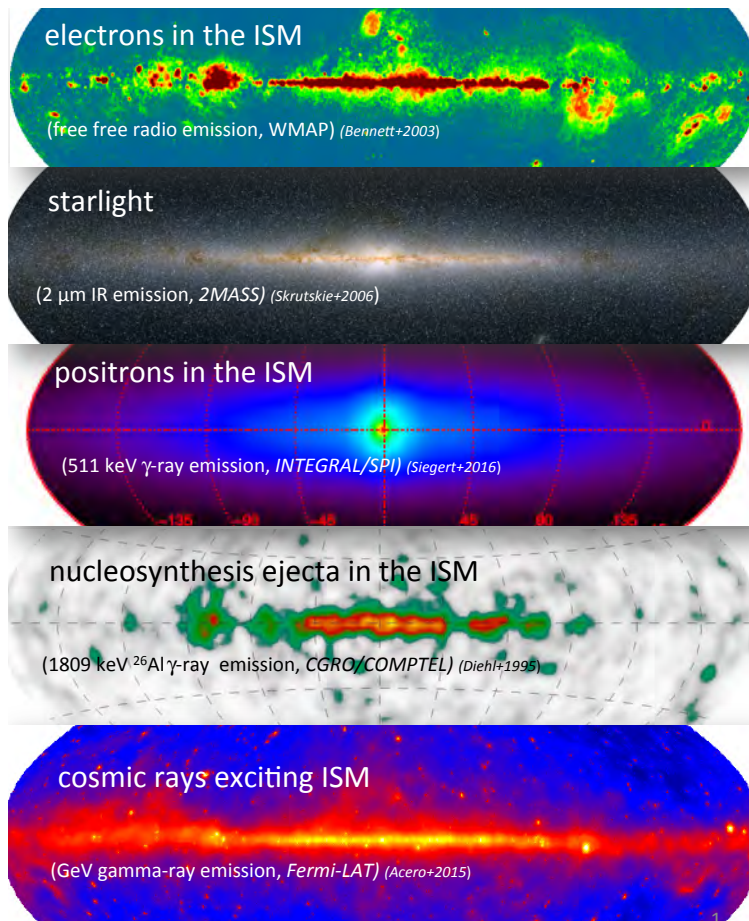 electrons in the ISM
(free free radio emission, WMAP) (Bennett+2003)
starlight
(2 μm IR emission, 2MASS) (Skrutskie+2006)
positrons in the ISM
0
(511 keV γ-ray emission, INTEGRAL/SPI) (Siegert+2016)
-135 -90 -45 45 90 135
nucleosynthesis ejecta in the ISM
(1809 keV ²⁶Al γ-ray emission, CGRO/COMPTEL) (Diehl+1995)
cosmic rays exciting ISM
(GeV gamma-ray emission, Fermi-LAT) (Acero+2015)
1